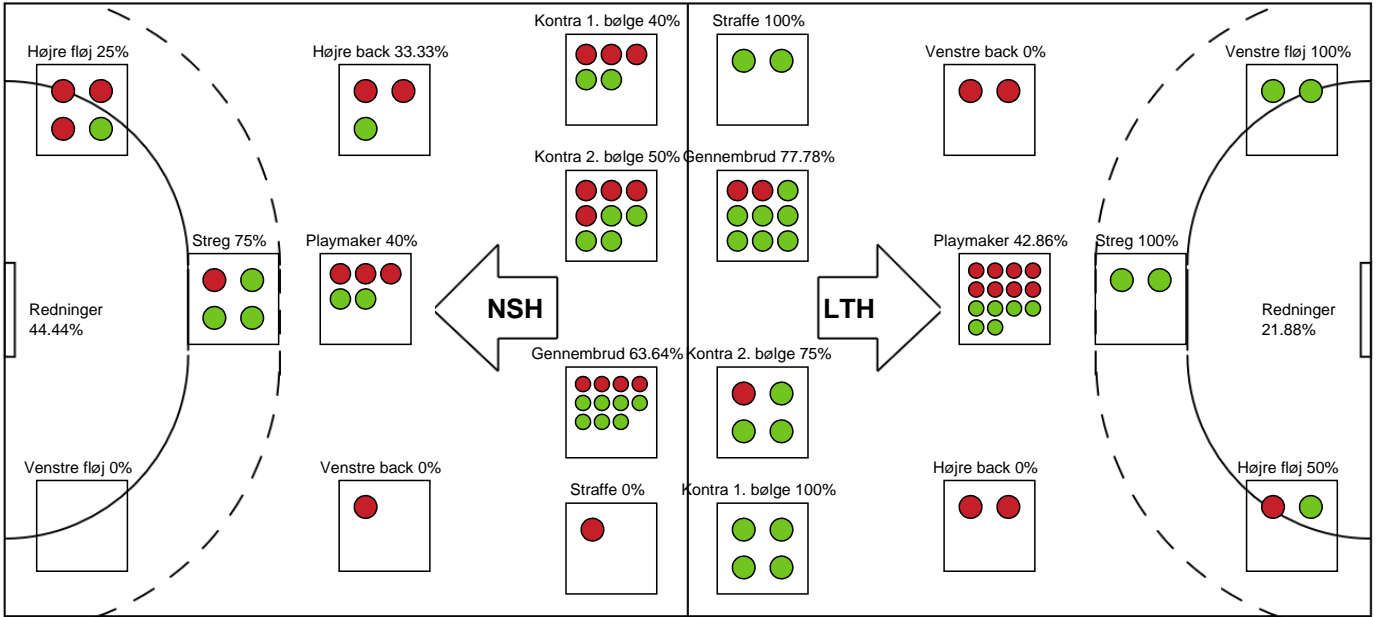 Kontra 1. bølge 40%
Straffe 100%
Højre fløj 25%
Højre back 33.33%
Venstre back 0%
Venstre fløj 100%
Kontra 2. bølge 50%
Gennembrud 77.78%
Streg 75%
Playmaker 40%
Playmaker 42.86%
Streg 100%
NSH
LTH
Redninger
44.44%
Redninger
21.88%
Gennembrud 63.64%
Kontra 2. bølge 75%
Venstre fløj 0%
Venstre back 0%
Straffe 0%
Kontra 1. bølge 100%
Højre back 0%
Højre fløj 50%